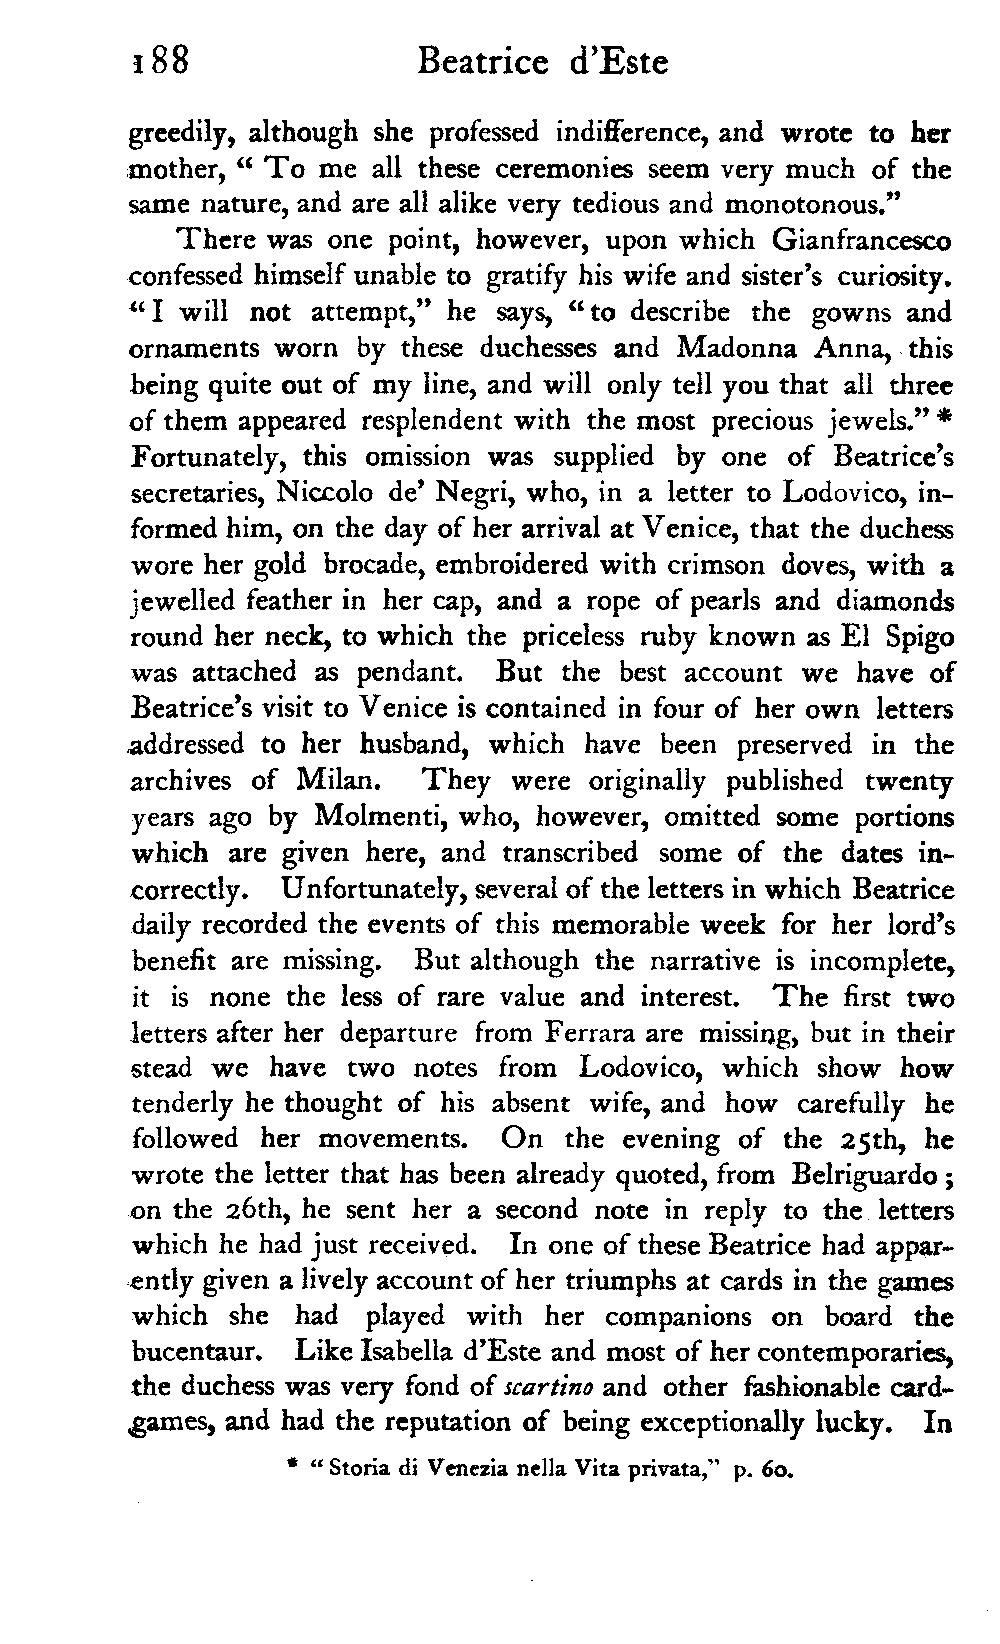 188 Beatrice d'Este
greedily, although she professed indifference, and wrote to her
mother, “ To me all these ceremonies seem very much of the
same nature, and are all alike very tedious and monotonous.”
There was one point, however, upon which Gianfrancesco
confessed himself unable to gratify his wife and sister's curiosity.
“ I will not attempt,” he says, “ to describe the gowns and
ornaments worn by these duchesses and Madonna Anna, this
being quite out of my line, and will only tell you that all three
of them appeared resplendent with the most precious jewels.” *
Fortunately, this omission was supplied by one of Beatrice's
secretaries, Niccolo de' Negri, who, in a letter to Lodovico, in-
formed him, on the day of her arrival at Venice, that the duchess
wore her gold brocade, embroidered with crimson doves, with a
jewelled feather in her cap, and a rope of pearls and diamonds
round her neck, to which the priceless ruby known as El Spigo
was attached as pendant. But the best account we have of
Beatrice's visit to Venice is contained in four of her own letters
addressed to her husband, which have been preserved in the
archives of Milan. They were originally published twenty
years ago by Molmenti, who, however, omitted some portions
which are given here, and transcribed some of the dates in-
correctly. Unfortunately, several of the letters in which Beatrice
daily recorded the events of this memorable week for her lord's
benefit are missing. But although the narrative is incomplete,
it is none the less of rare value and interest. The first two
letters after her departure from Ferrara are missing, but in their
stead we have two notes from Lodovico, which show how
tenderly he thought of his absent wife, and how carefully he
followed her movements. On the evening of the 25th, he
wrote the letter that has been already quoted, from Belriguardo ;
on the 26th, he sent her a second note in reply to the letters
which he had just received. In one of these Beatrice had appar-
ently given a lively account of her triumphs at cards in the games
which she had played with her companions on board the
bucentaur. Like Isabella d'Este and most of her contemporaries,
the duchess was very fond of scartino and other fashionable card-
games, and had the reputation of being exceptionally lucky. In
* “ Storia di Venezia nella Vita privata,” p. 60.